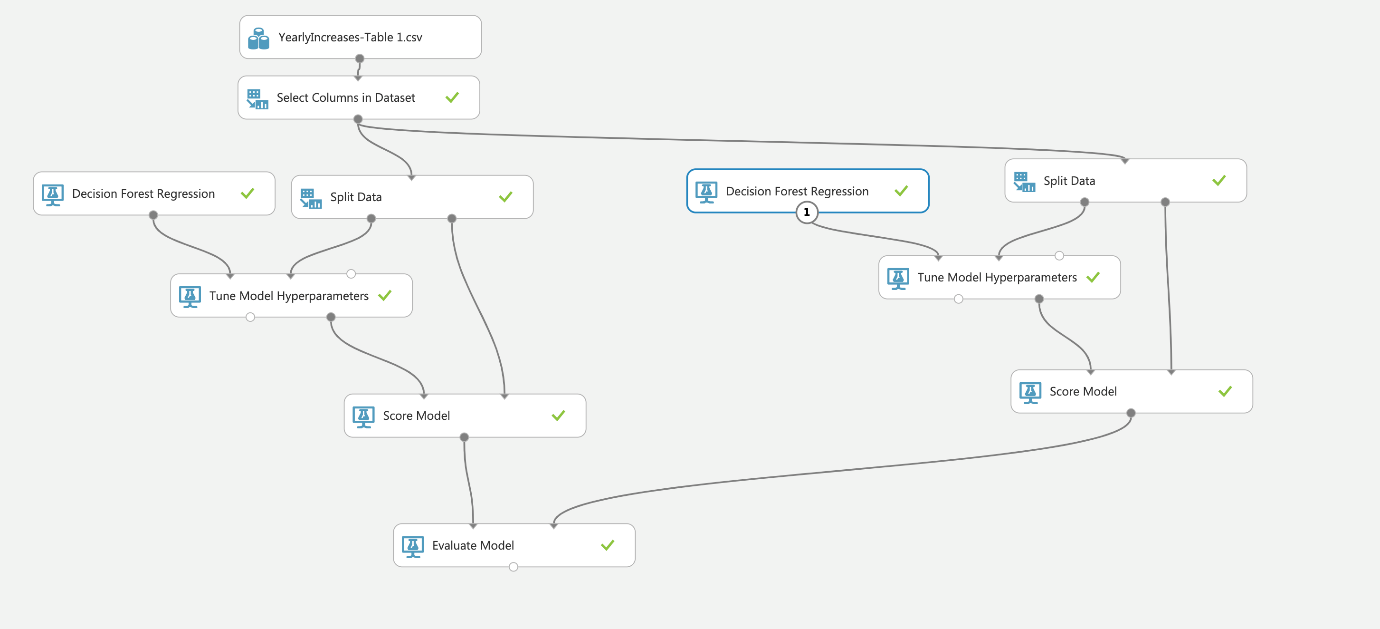 YearlyIncreases-Table 1.csv
Select Columns in Dataset
Decision Forest Regression
Split Data
Decision Forest Regression
Split Data
1
Tune Model Hyperparameters
Tune Model Hyperparameters
Score Model
Score Model
Evaluate Model